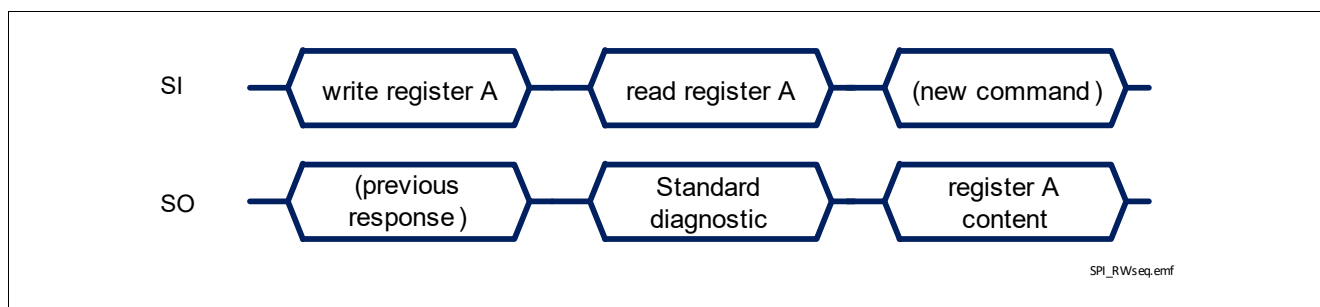 SI
write register A
read register A
(new command )
SO
(previous
response )
Standard
diagnostic
register A
content
SPI_RWseq.emf